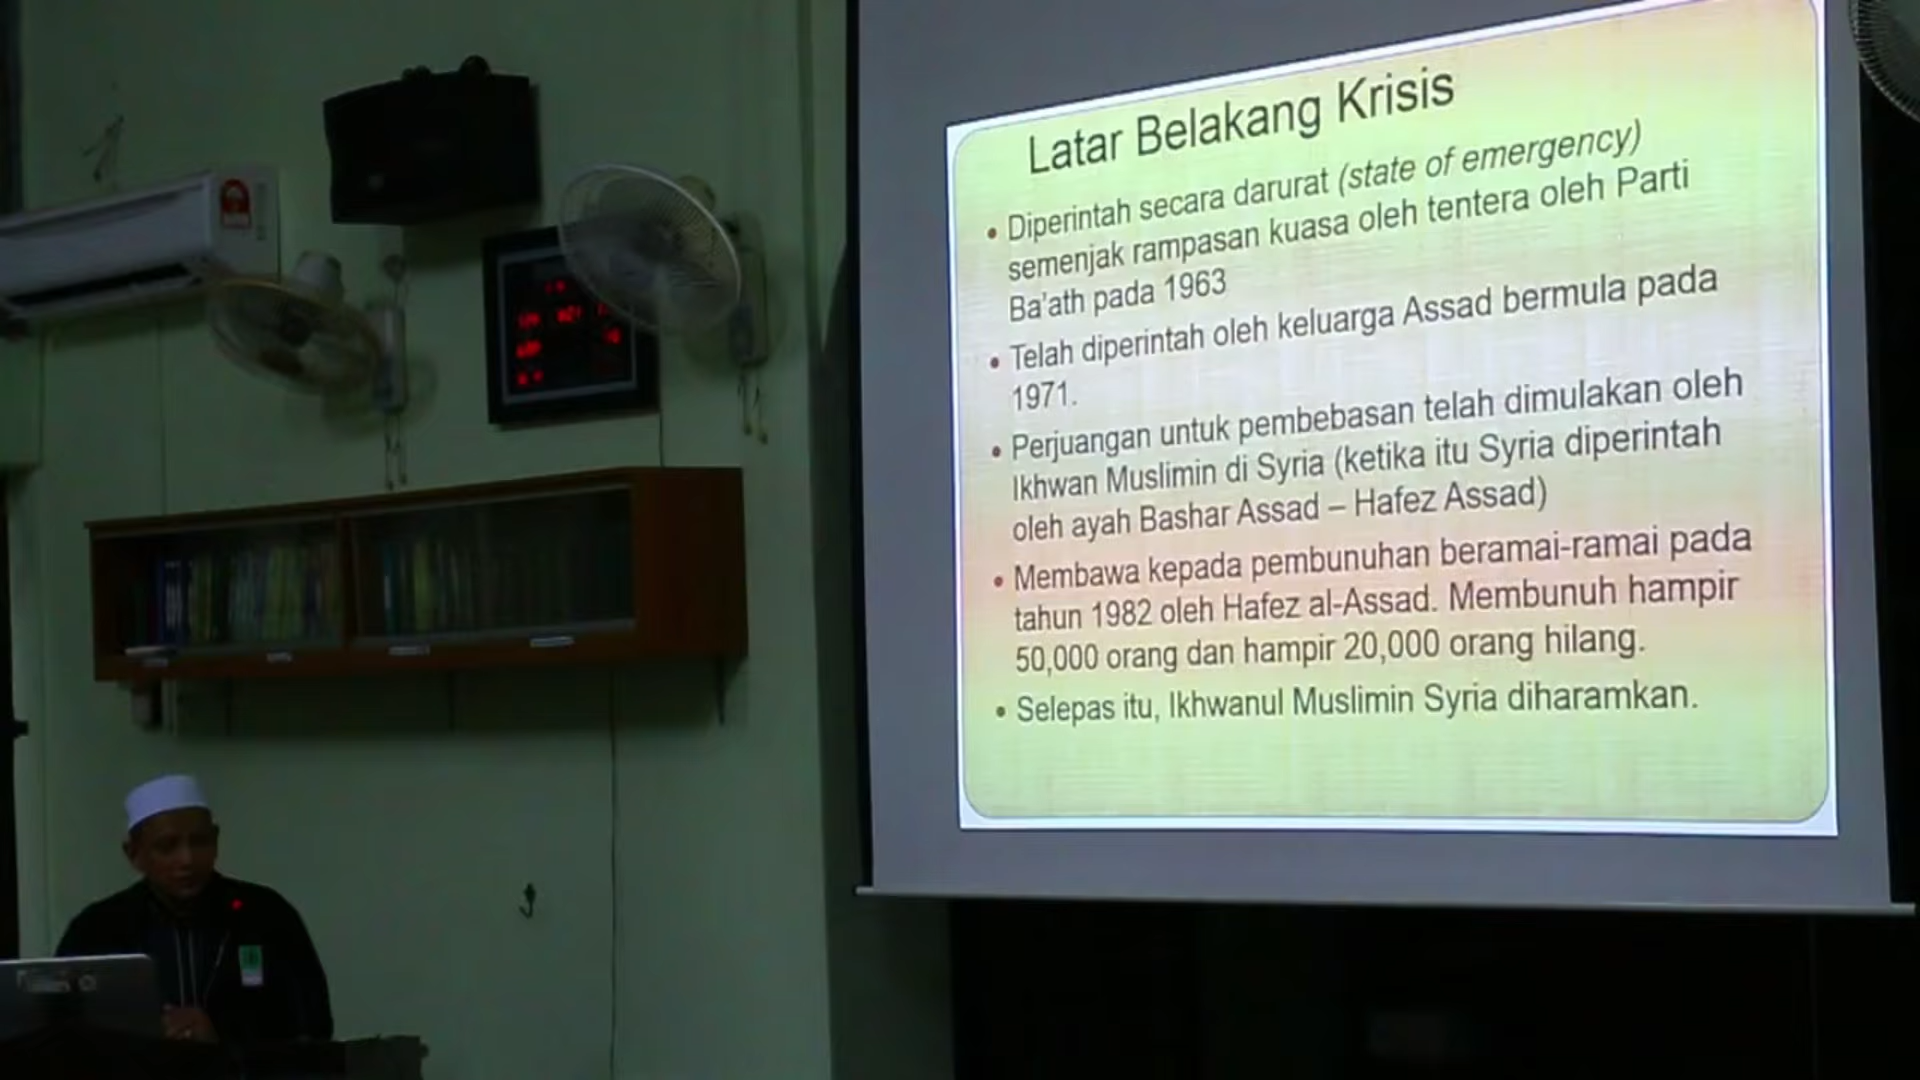 Latar Belakang Krisis
• Diperintah secara darurat (state of emergency)
semenjak rampasan kuasa oleh tentera oleh Parti
Ba'ath pada 1963
• Telah diperintah oleh keluarga Assad bermula pada
1971.
• Perjuangan untuk pembebasan telah dimulakan oleh
Ikhwan Muslimin di Syria (ketika itu Syria diperintah
oleh ayah Bashar Assad – Hafez Assad)
• Membawa kepada pembunuhan beramai-ramai pada
tahun 1982 oleh Hafez al-Assad. Membunuh hampir
50,000 orang dan hampir 20,000 orang hilang.
• Selepas itu, Ikhwanul Muslimin Syria diharamkan.